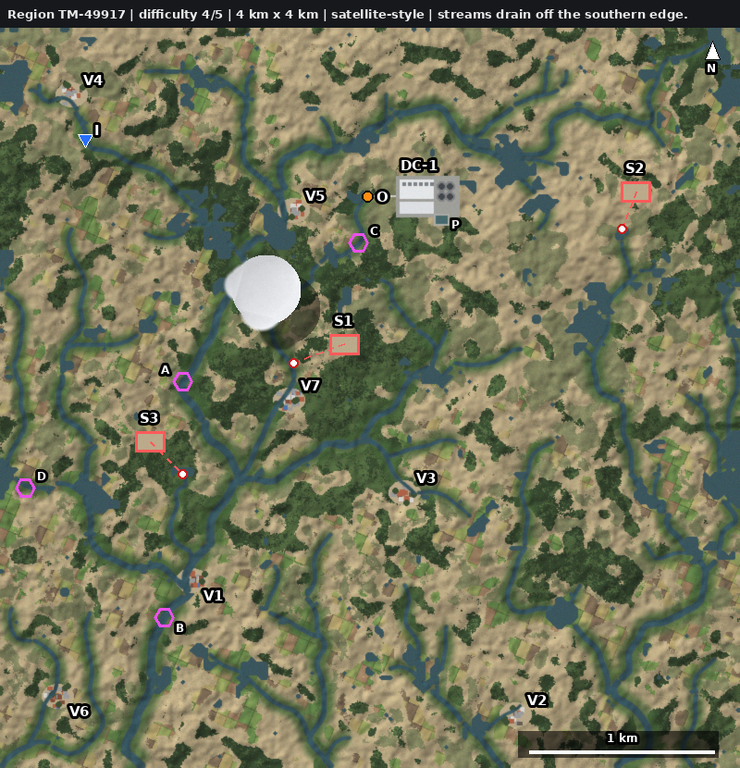 Region TM-49917 | difficulty 4/5 | 4 km x 4 km | satellite-style | streams drain off the southern edge.
N
V4
I
DC-1
S2
V5
O
P
C
S1
A
V7
S3
D
V3
V1
B
V6
V2
1 km